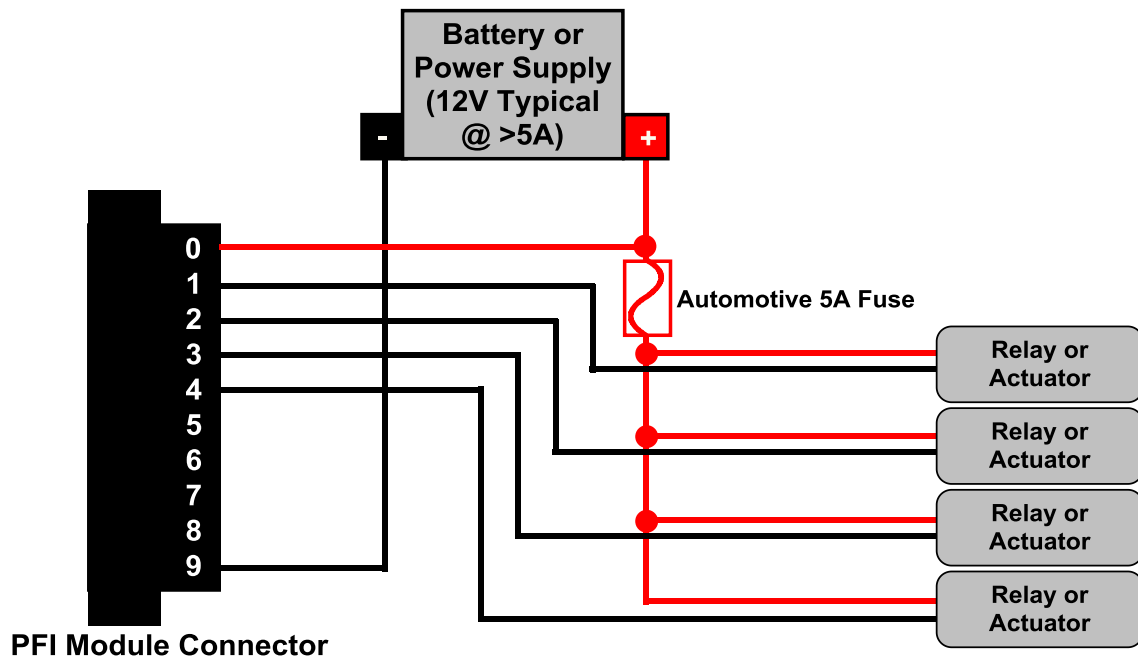 Battery or
Power Supply
(12V Typical
@ >5A)
-
+
0
1
2
3
4
5
6
7
8
9
Automotive 5A Fuse
Relay or
Actuator
Relay or
Actuator
Relay or
Actuator
Relay or
Actuator
PFI Module Connector